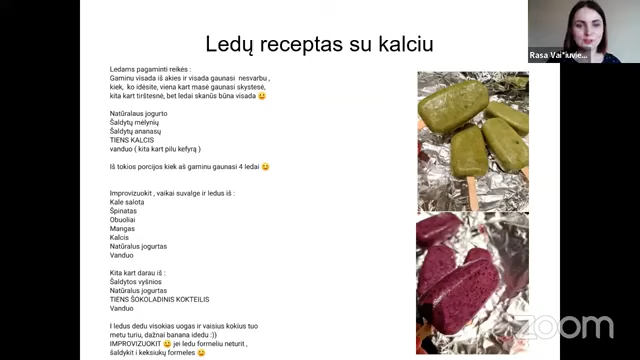 Ledų receptas su kalciu
Ledams pagaminti reikės :
Gaminu visada iš akies ir visada gaunasi nesvarbu ,
kiek, ko idėsite, viena kart masė gaunasi skystesė,
kita kart tirštesnė, bet ledai skanūs būna visada 😀
Natūralaus jogurto
Šaldytų mėlynių
Šaldytų ananasų
TIENS KALCIS
vanduo ( kita kart pilu kefyrą )
Iš tokios porcijos kiek aš gaminu gaunasi 4 ledai 😀
Improvizuokit , vaikai suvalge ir ledus iš :
Kale salota
Špinatas
Obuoliai
Mangas
Kalcis
Natūralus jogurtas
Vanduo
Kita kart darau iš :
Šaldytos vyšnios
Natūralus jogurtas
TIENS ŠOKOLADINIS KOKTEILIS
Vanduo
I ledus dedu visokias uogas ir vaisius kokius tuo
metu turiu, dažnai banana idedu :))
IMPROVIZUOKIT 😀 jei ledu formeliu neturit ,
šaldykit i keksiukų formeles 😀
Rasa Vai*iuvie...
zoom